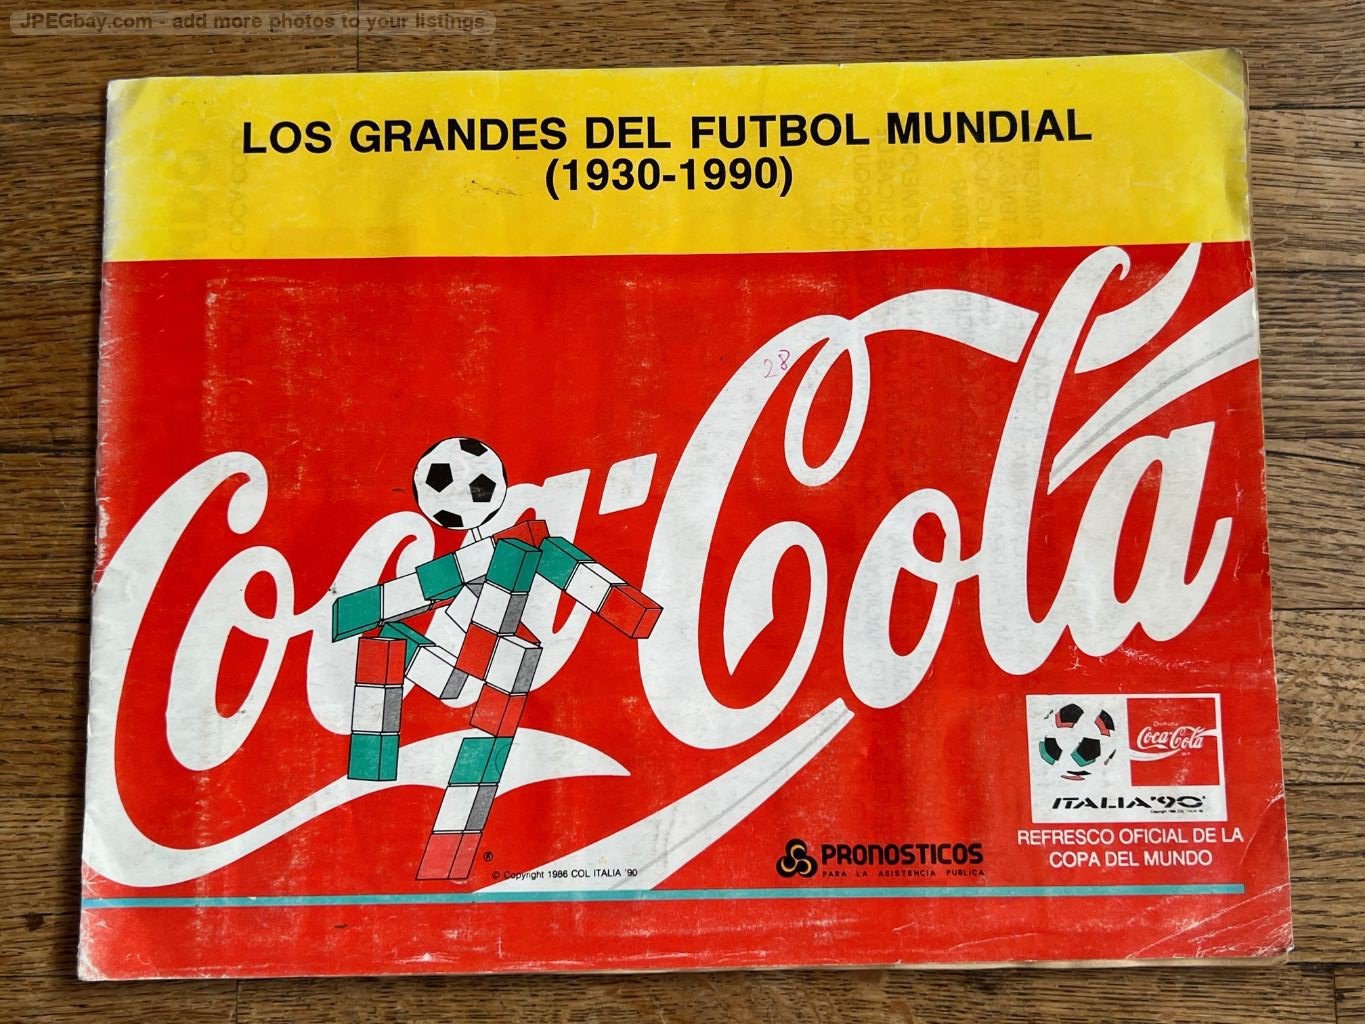 JPEGbay.com - add more photos to your listings
LOS GRANDES DEL FUTBOL MUNDIAL
(1930-1990)
28
Coca-Cola
Disfrute
Coca-Cola
ITALIA'90
REFRESCO OFICIAL DE LA
COPA DEL MUNDO
PRONOSTICOS
PARA LA ASISTENCIA PUBLICA
®
© Copyright 1986 COL ITALIA '90